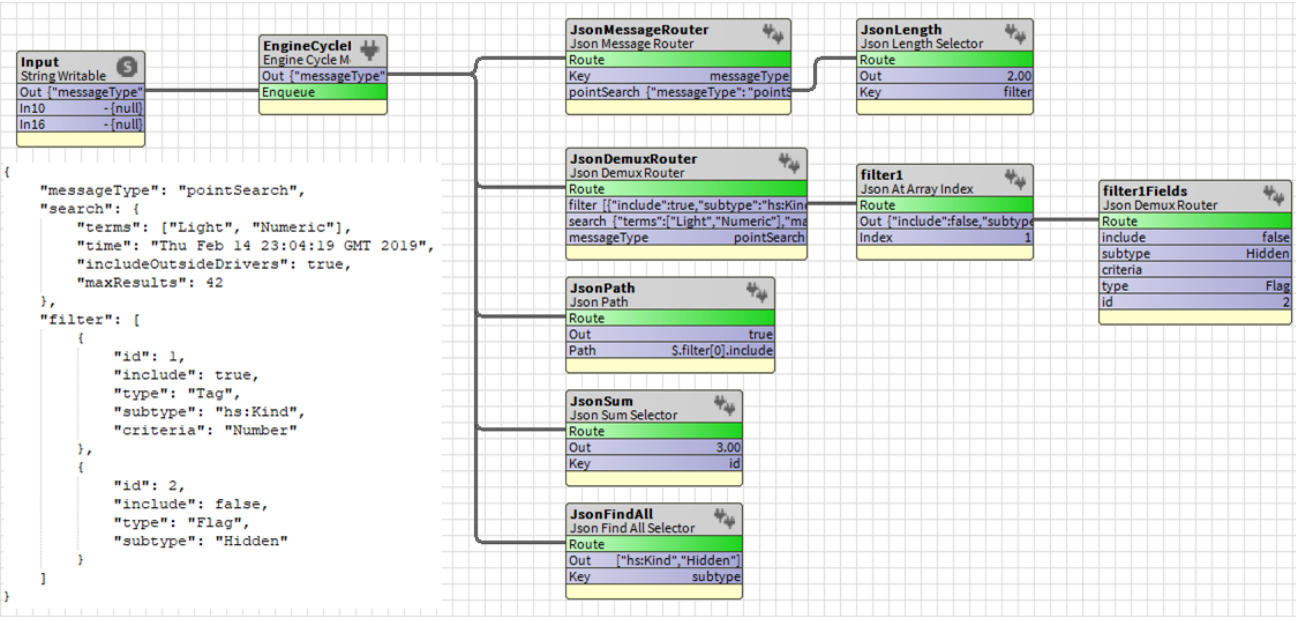 Input
String Writable
Out {"messageType"
In10 - {null}
In16 - {null}
EngineCycleI
Engine Cycle M
Out {"messageType"
Enqueue
JsonMessageRouter
Json Message Router
Route
Key messageType
pointSearch {"messageType": "points
JsonLength
Json Length Selector
Route
Out 2.00
Key filter
JsonDemuxRouter
Json Demux Router
Route
filter [{"include":true,"subtype":"hs:Kin
search {"terms":["Light","Numeric"],"ma
messageType pointSearch
filter1
Json At Array Index
Route
Out {"include":false,"subtype
Index 1
filter1Fields
Json Demux Router
Route
include false
subtype Hidden
criteria
type Flag
id 2
JsonPath
Json Path
Route
Out true
Path $.filter[0].include
JsonSum
Json Sum Selector
Route
Out 3.00
Key id
JsonFindAll
Json Find All Selector
Route
Out ["hs:Kind","Hidden"]
Key subtype
{
"messageType": "pointSearch",
"search": {
"terms": ["Light", "Numeric"],
"time": "Thu Feb 14 23:04:19 GMT 2019",
"includeOutsideDrivers": true,
"maxResults": 42
},
"filter": [
{
"id": 1,
"include": true,
"type": "Tag",
"subtype": "hs:Kind",
"criteria": "Number"
},
{
"id": 2,
"include": false,
"type": "Flag",
"subtype": "Hidden"
}
]
}